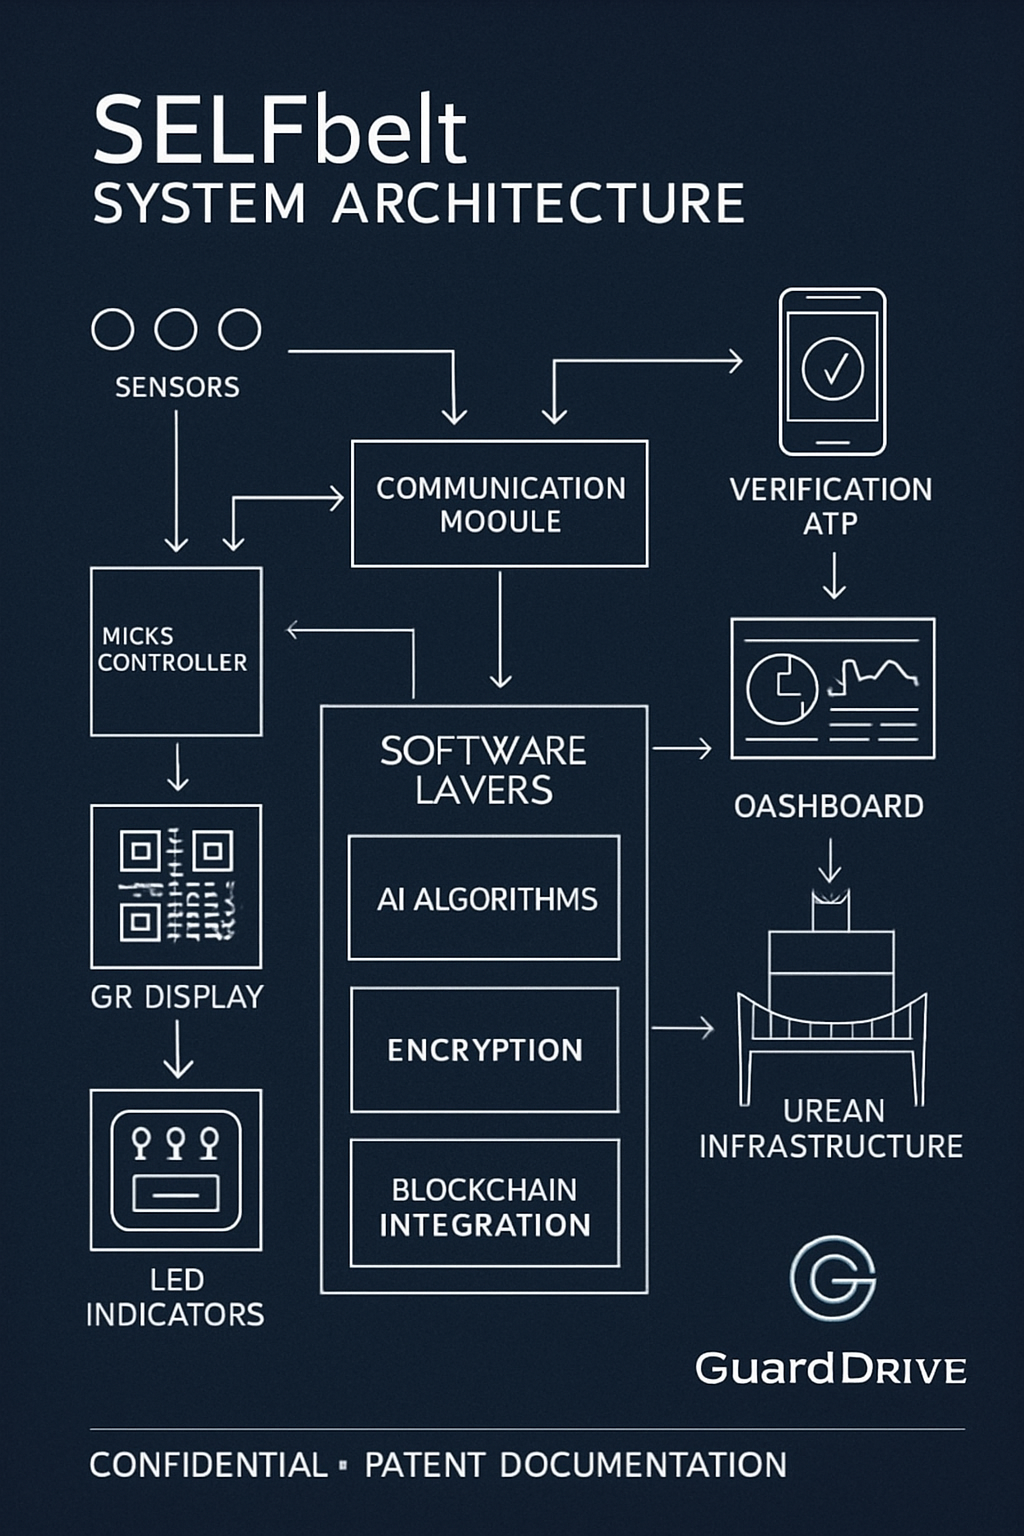 SELFbelt
SYSTEM ARCHITECTURE
SENSORS
COMMUNICATION
MOOULE
VERIFICATION
ATP
MICKS
CONTROLLER
SOFTWARE
LAVERS
OASHBOARD
AI ALGORITHMS
GR DISPLAY
ENCRYPTION
UREAN
INFRASTRUCTURE
BLOCKCHAIN
INTEGRATION
LED
INDICATORS
GuardDRIVE
CONFIDENTIAL ▪ PATENT DOCUMENTATION